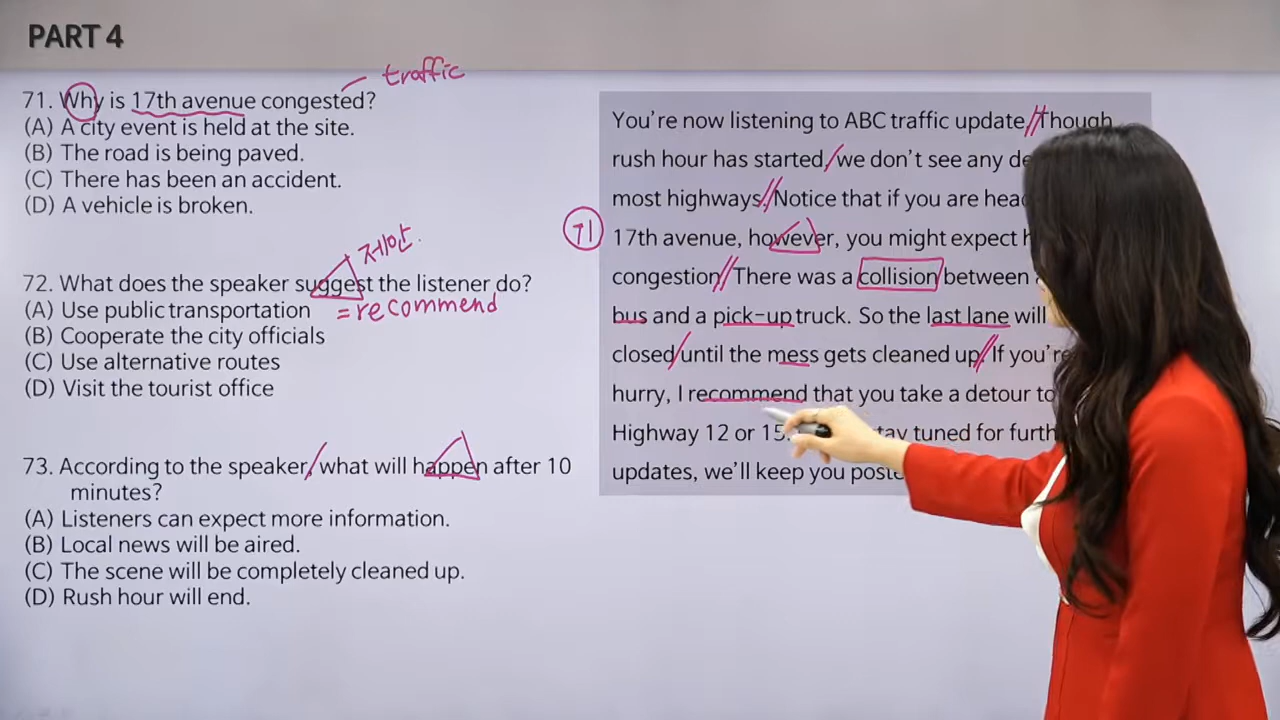 PART 4
traffic
71. Why is 17th avenue congested?
(A) A city event is held at the site.
(B) The road is being paved.
(C) There has been an accident.
(D) A vehicle is broken.
제안.
72. What does the speaker suggest the listener do?
(A) Use public transportation =recommend
(B) Cooperate the city officials
(C) Use alternative routes
(D) Visit the tourist office
73. According to the speaker, what will happen after 10
minutes?
(A) Listeners can expect more information.
(B) Local news will be aired.
(C) The scene will be completely cleaned up.
(D) Rush hour will end.
You're now listening to ABC traffic update. Though
rush hour has started, we don't see any
most highways. Notice that if you are
71
17th avenue, however, you might expect
congestion. There was a collision between
bus and a pick-up truck. So the last lane will
closed until the mess gets cleaned up. If you're
hurry, I recommend that you take a detour to
Highway 12 or 15. stay tuned for
updates, we'll keep you